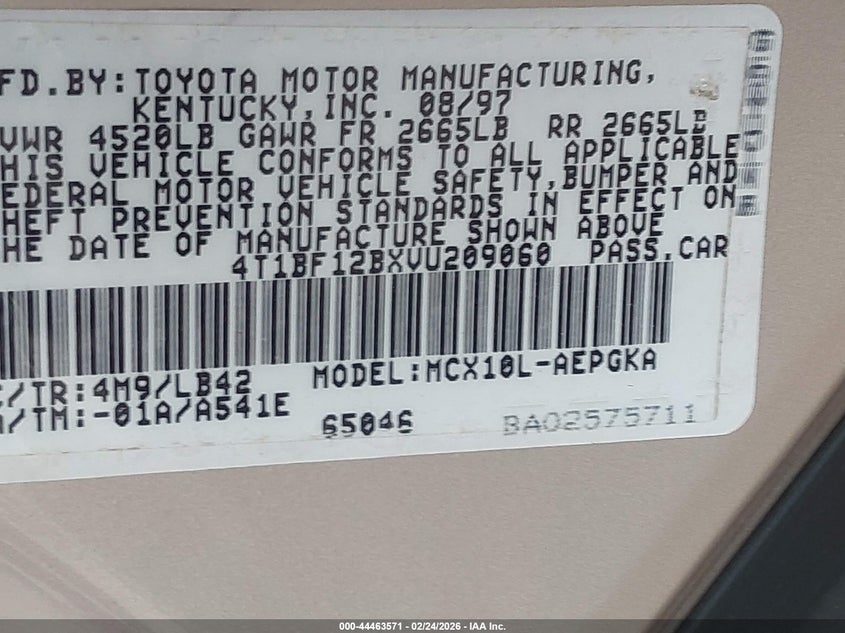 FD.BY:TOYOTA MOTOR MANUFACTURING,
KENTUCKY,INC. 08/97
VWR 4520LB GAWR FR 2665LB RR 2665LB
HIS VEHICLE CONFORMS TO ALL APPLICABLE
EDERAL MOTOR VEHICLE SAFETY,BUMPER AND
HEFT PREVENTION STANDARDS IN EFFECT ON
HE DATE OF MANUFACTURE SHOWN ABOVE
4T1BF12BXVU209060 PASS.CAR
C/TR:4M9/LB42 MODEL:MCX10L-AEPGKA
A/TM:-01A/A541E 65046 BA02575711
000-44463571 - 02/24/2026 - IAA Inc.